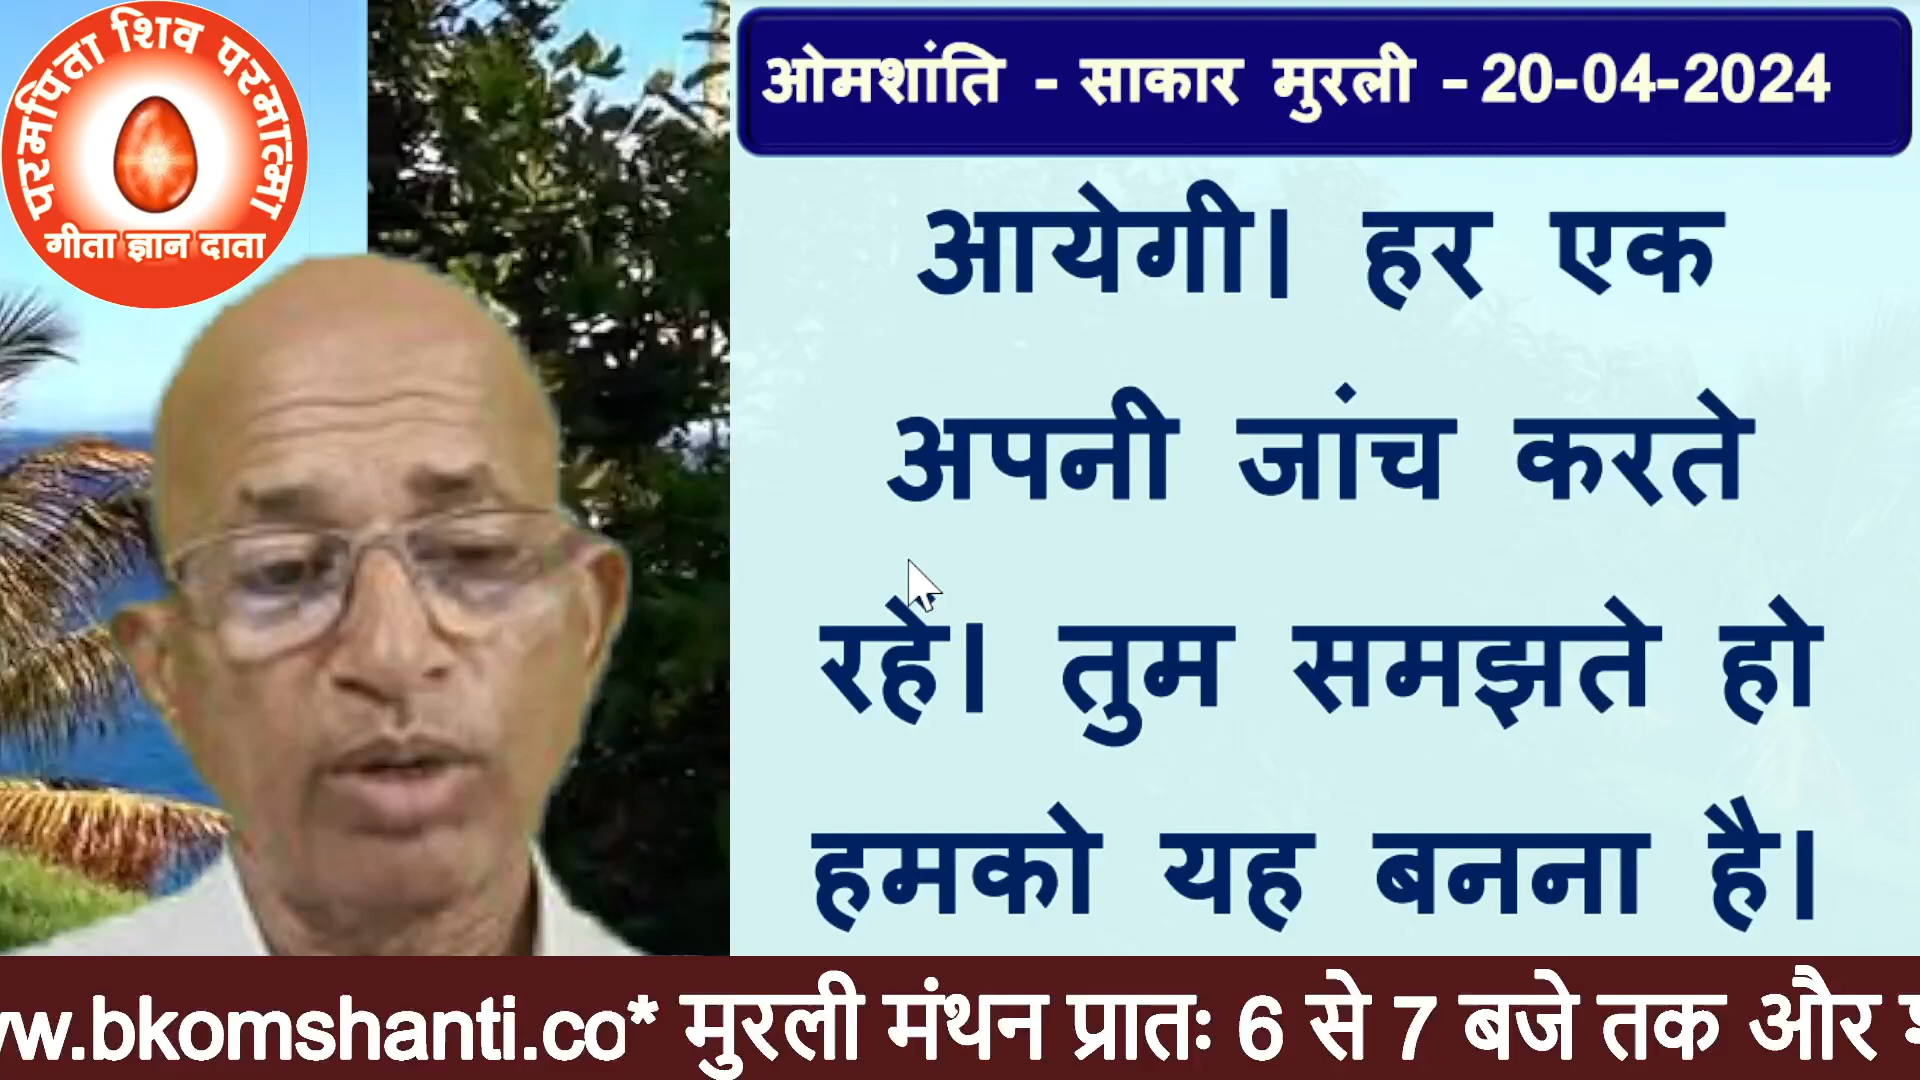 परमपिता शिव परमात्मा
गीता ज्ञान दाता
ओमशांति - साकार मुरली - 20-04-2024
आयेगी। हर एक
अपनी जांच करते
रहे। तुम समझते हो
हमको यह बनना है।
w.bkomshanti.co* मुरली मंथन प्रातः 6 से 7 बजे तक और